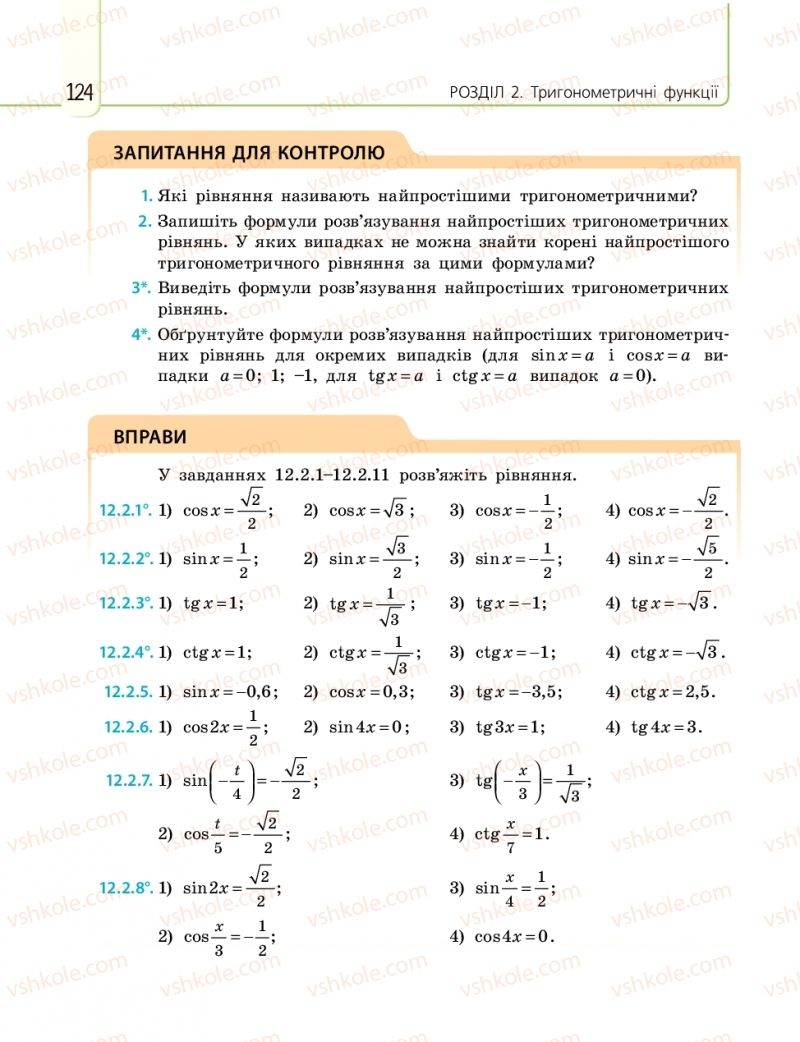 124
РОЗДІЛ 2. Тригонометричні функції
ЗАПИТАННЯ ДЛЯ КОНТРОЛЮ
1. Які рівняння називають найпростішими тригонометричними?
2. Запишіть формули розв'язування найпростіших тригонометричних
рівнянь. У яких випадках не можна знайти корені найпростішого
тригонометричного рівняння за цими формулами?
3*. Виведіть формули розв'язування найпростіших тригонометричних
рівнянь.
4*. Обґрунтуйте формули розв'язування найпростіших тригонометрич-
них рівнянь для окремих випадків (для sin x = a і cos x = a ви-
падки a = 0; 1; −1, для tg x = a і ctg x = a випадок a = 0).
ВПРАВИ
У завданнях 12.2.1–12.2.11 розв'яжіть рівняння.
12.2.1°. 1) cos x = √2/2; 2) cos x = √3; 3) cos x = −1/2; 4) cos x = −√2/2.
12.2.2°. 1) sin x = 1/2; 2) sin x = √3/2; 3) sin x = −1/2; 4) sin x = −√5/2.
12.2.3°. 1) tg x = 1; 2) tg x = 1/√3; 3) tg x = −1; 4) tg x = −√3.
12.2.4°. 1) ctg x = 1; 2) ctg x = 1/√3; 3) ctg x = −1; 4) ctg x = −√3.
12.2.5. 1) sin x = −0,6; 2) cos x = 0,3; 3) tg x = −3,5; 4) ctg x = 2,5.
12.2.6. 1) cos 2x = 1/2; 2) sin 4x = 0; 3) tg 3x = 1; 4) tg 4x = 3.
12.2.7. 1) sin(−t/4) = −√2/2; 3) tg(−x/3) = 1/√3;
2) cos t/5 = −√2/2; 4) ctg x/7 = 1.
12.2.8°. 1) sin 2x = √2/2; 3) sin x/4 = 1/2;
2) cos x/3 = −1/2; 4) cos 4x = 0.
vshkole.com